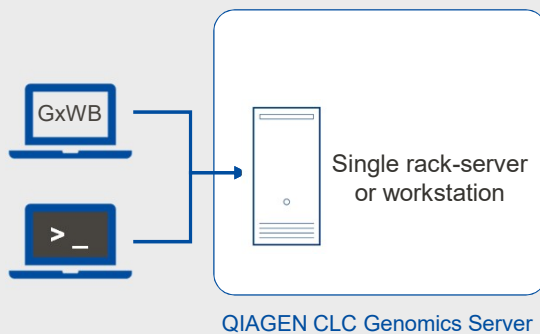 GxWB
> _
Single rack-server
or workstation
QIAGEN CLC Genomics Server